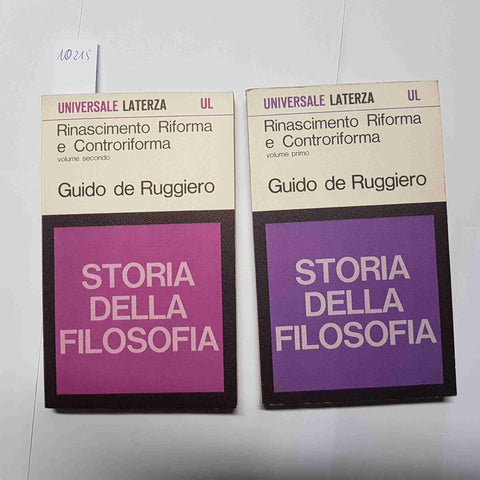 10215
UNIVERSALE LATERZA UL
Rinascimento Riforma
e Controriforma
volume secondo
Guido de Ruggiero
STORIA
DELLA
FILOSOFIA
UNIVERSALE LATERZA UL
Rinascimento Riforma
e Controriforma
volume primo
Guido de Ruggiero
STORIA
DELLA
FILOSOFIA